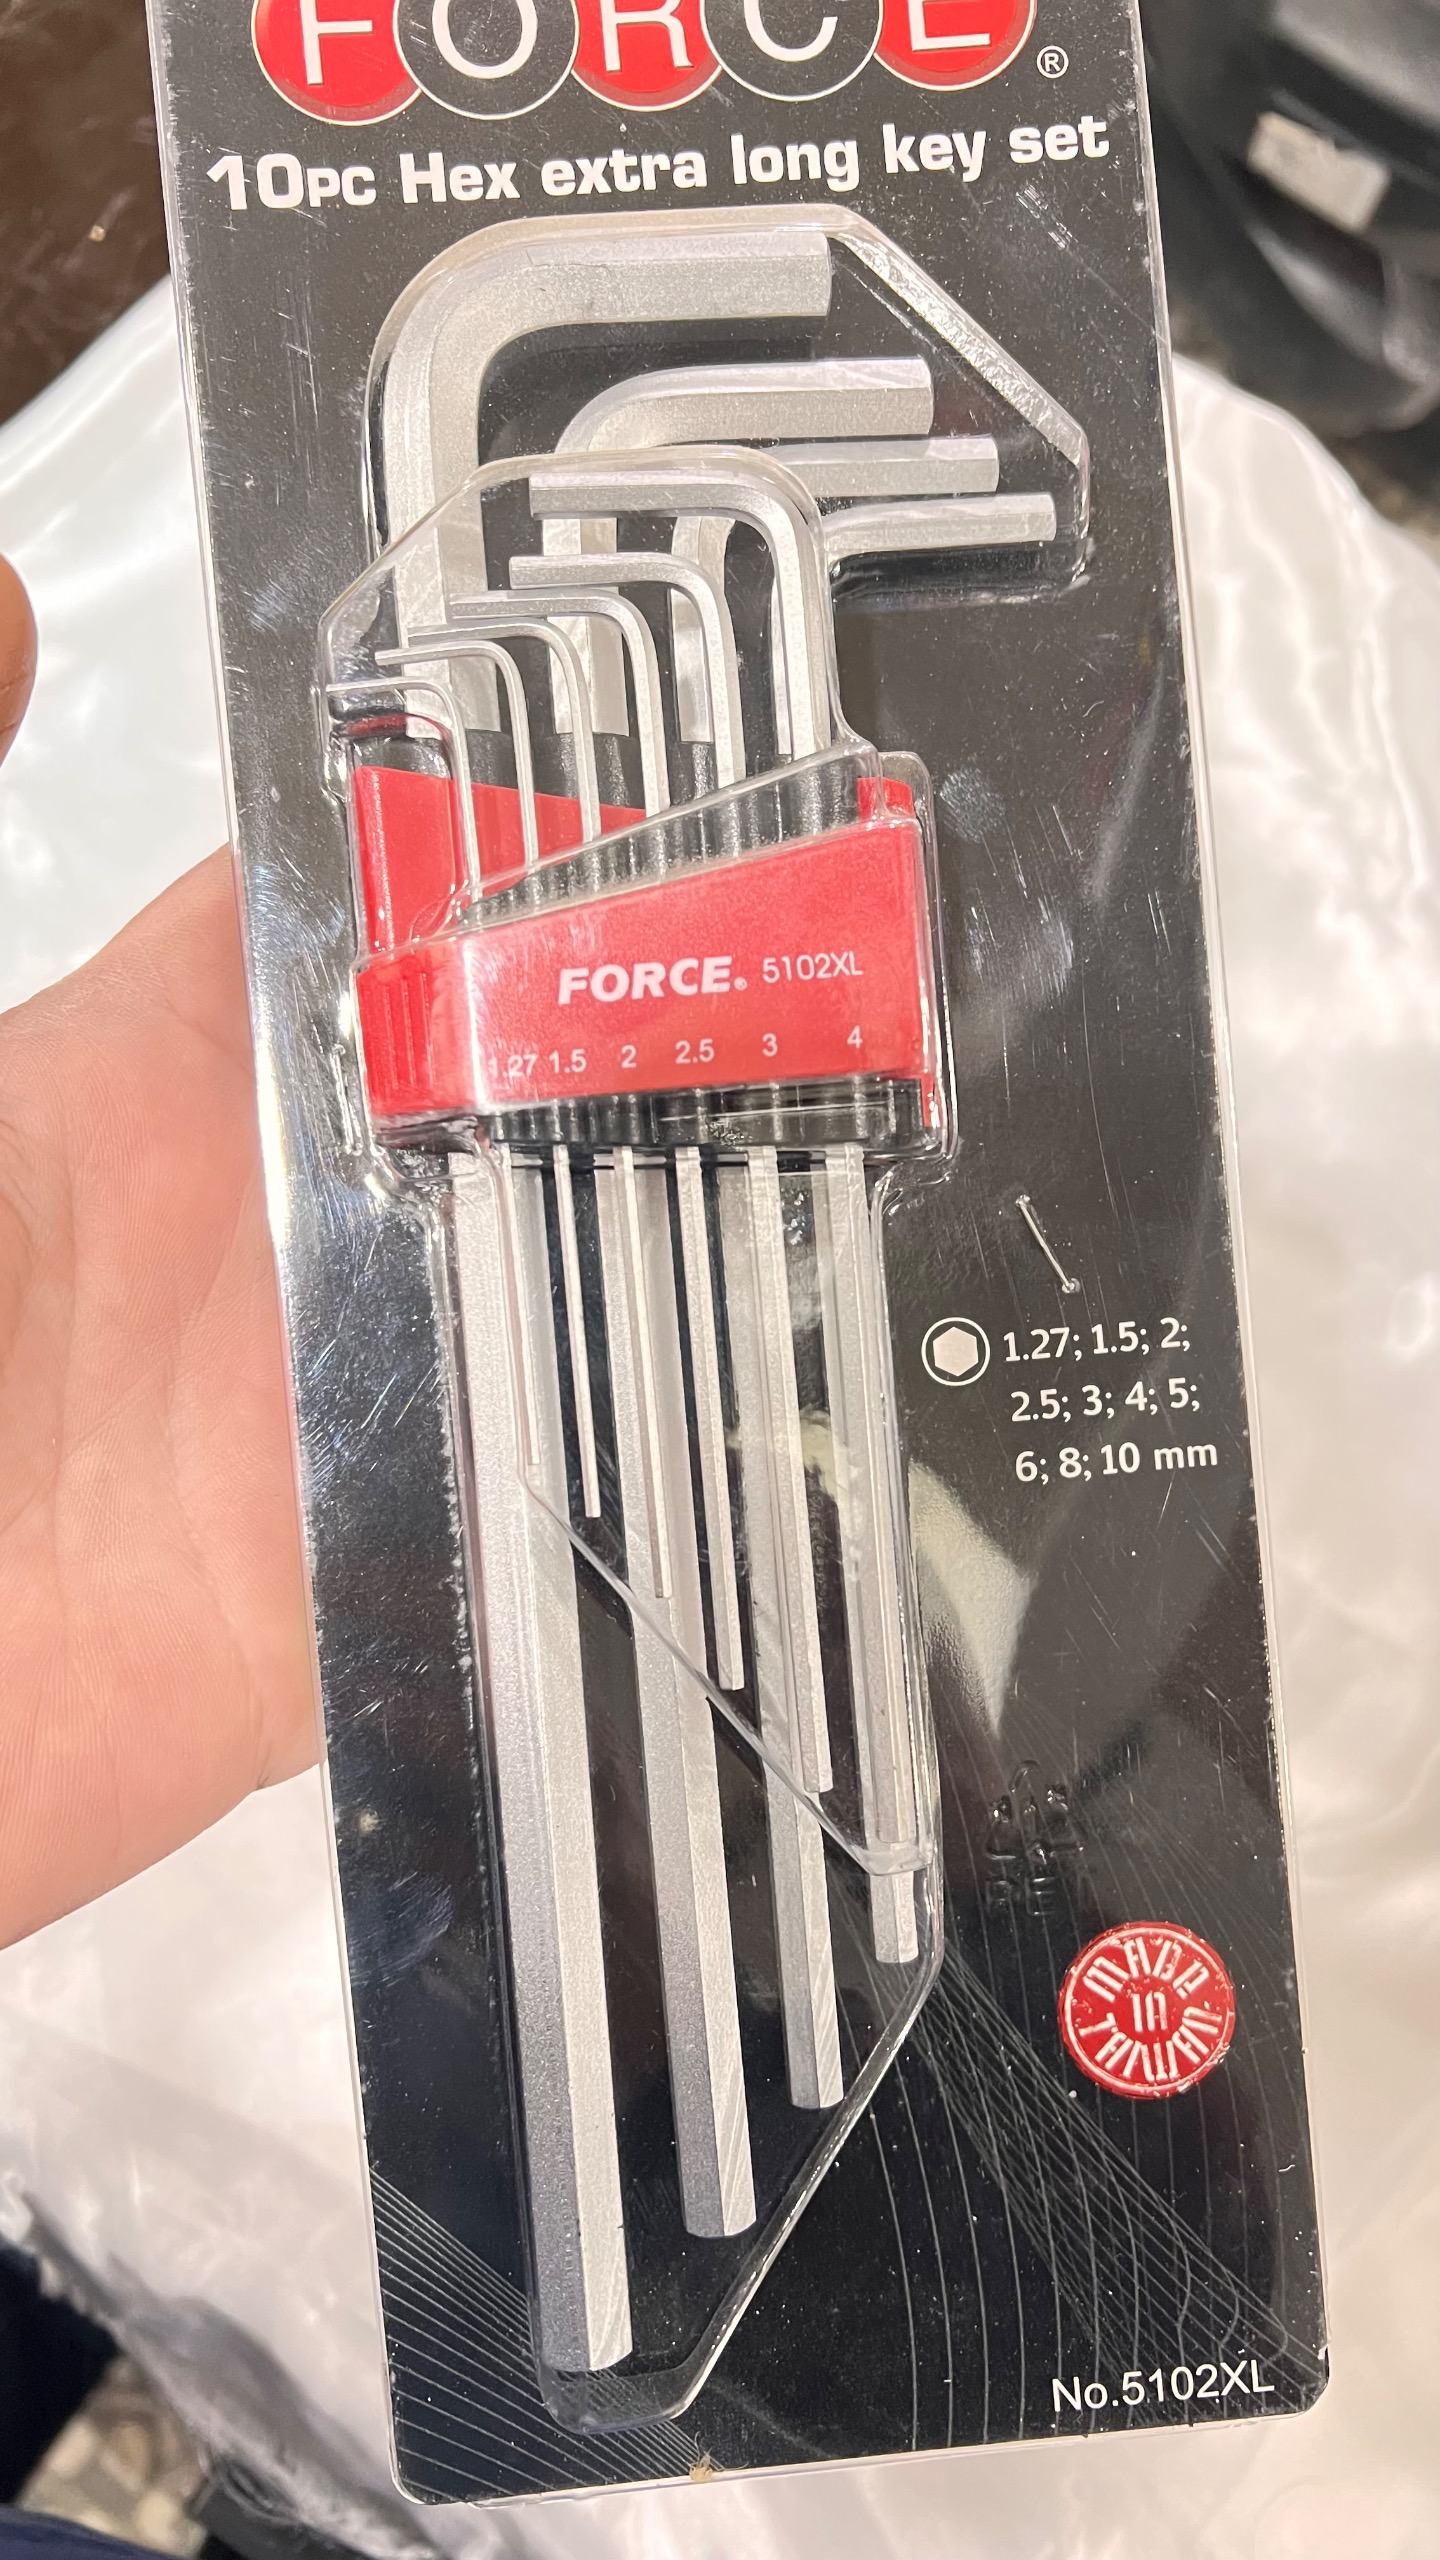 FORCE®
10PC Hex extra long key set
FORCE® 5102XL
1.27 1.5 2 2.5 3 4
1.27; 1.5; 2;
2.5; 3; 4; 5;
6; 8; 10 mm
MADE
IN
TAIWAN
No.5102XL